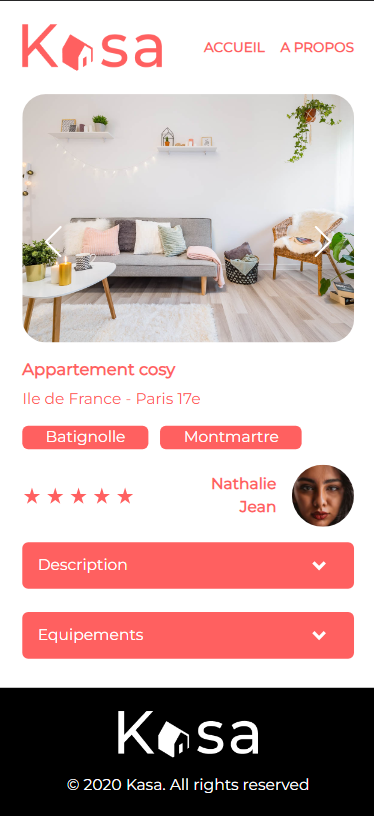 Kasa
ACCUEIL A PROPOS
Appartement cosy
Ile de France - Paris 17e
Batignolle Montmartre
Nathalie
Jean
Description
Equipements
Kasa
© 2020 Kasa. All rights reserved